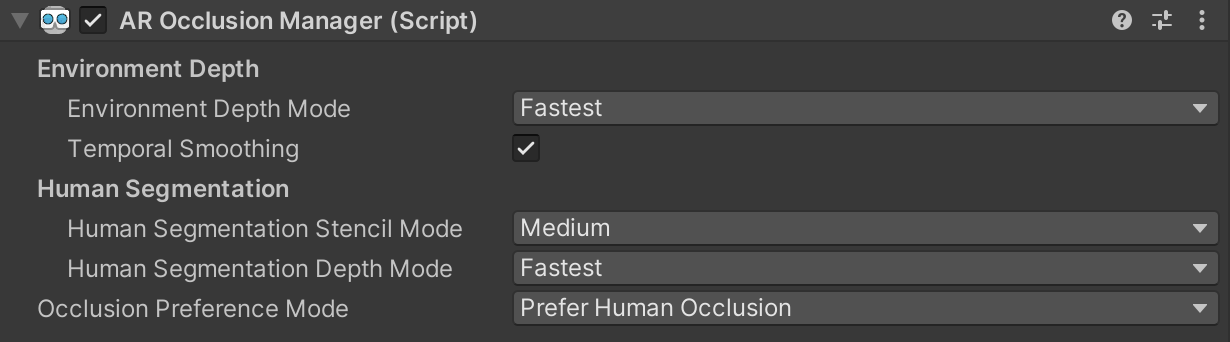 AR Occlusion Manager (Script)
Environment Depth
Environment Depth Mode Fastest
Temporal Smoothing
Human Segmentation
Human Segmentation Stencil Mode Medium
Human Segmentation Depth Mode Fastest
Occlusion Preference Mode Prefer Human Occlusion